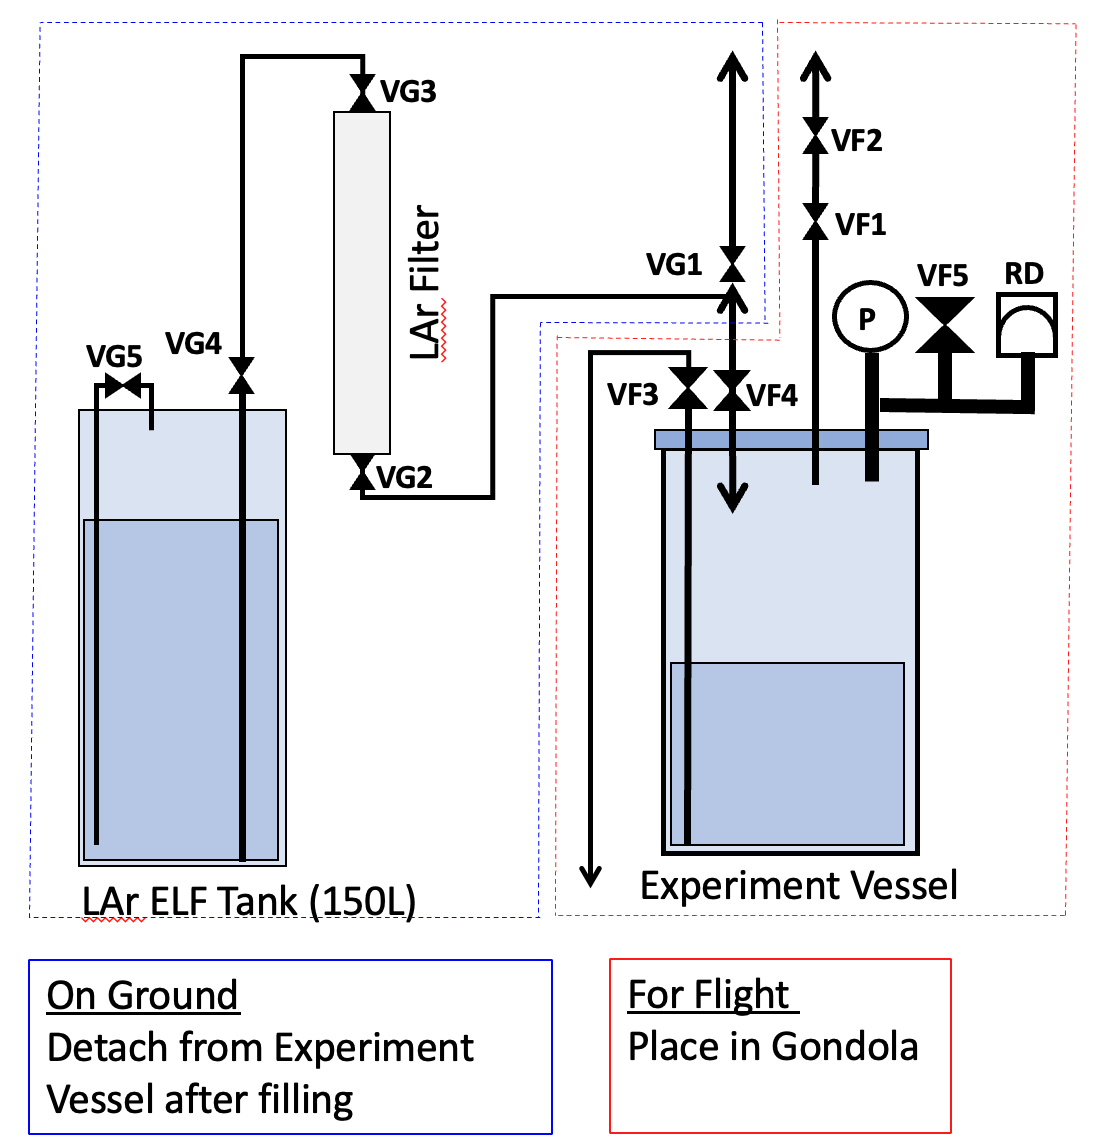 VG3
VF2
VF1
LAr Filter
VG1
VF5
RD
P
VG4
VG5
VF3
VF4
VG2
Experiment Vessel
LAr ELF Tank (150L)
On Ground
Detach from Experiment
Vessel after filling
For Flight
Place in Gondola